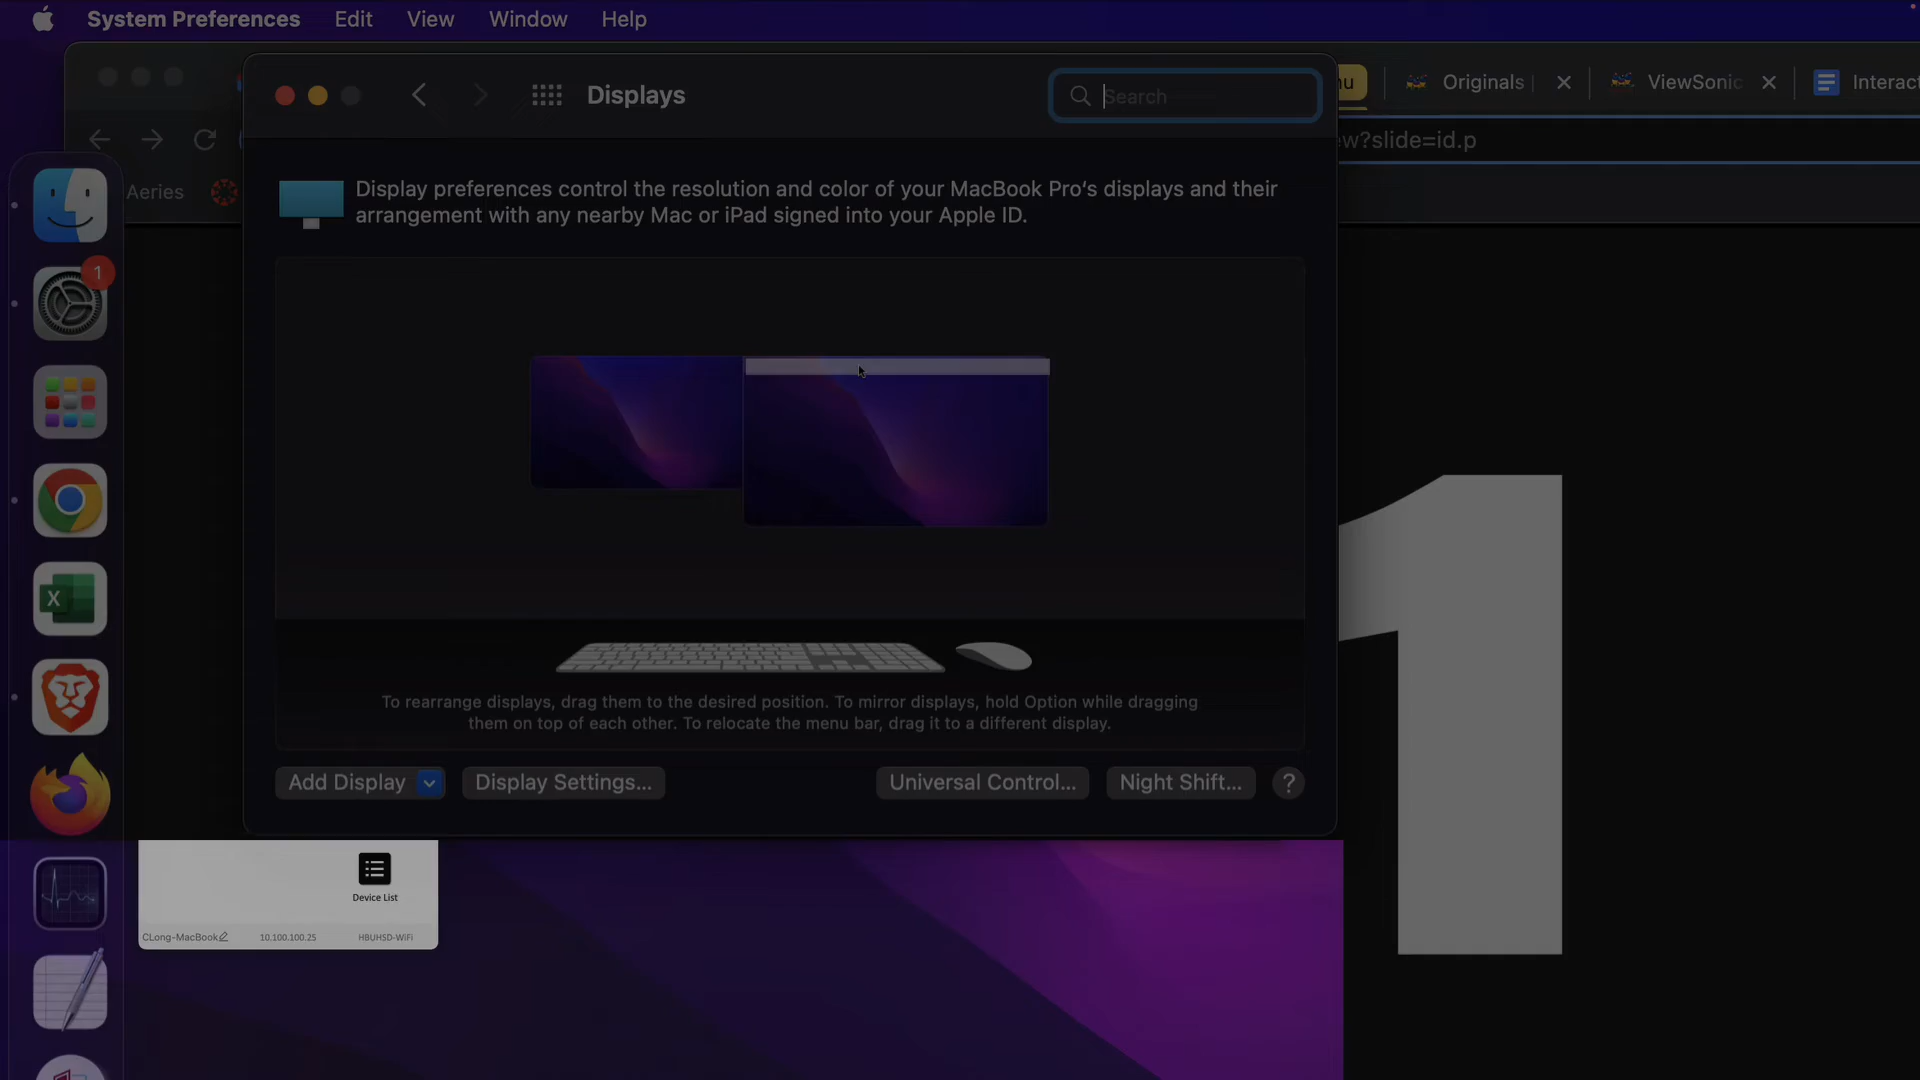 System Preferences Edit View Window Help
Displays
Search
Originals
ViewSonic
Interact
w?slide=id.p
Aeries
1
Display preferences control the resolution and color of your MacBook Pro's displays and their
arrangement with any nearby Mac or iPad signed into your Apple ID.
1
X
To rearrange displays, drag them to the desired position. To mirror displays, hold Option while dragging
them on top of each other. To relocate the menu bar, drag it to a different display.
Add Display
Display Settings...
Universal Control...
Night Shift...
?
Device List
CLong-MacBook
10.100.100.25
HBUHSD-WiFi